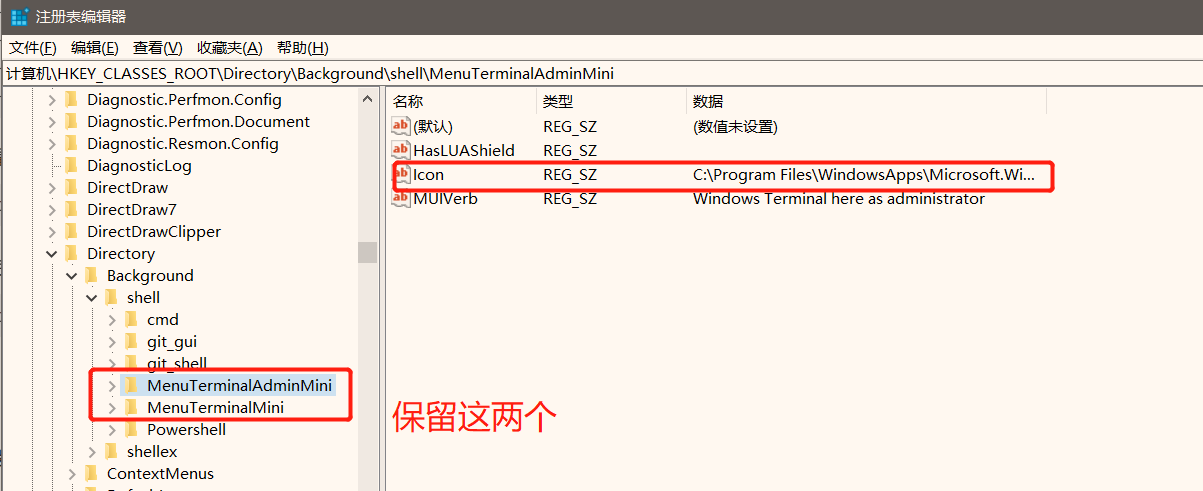 注册表编辑器
文件(F) 编辑(E) 查看(V) 收藏夹(A) 帮助(H)
计算机\HKEY_CLASSES_ROOT\Directory\Background\shell\MenuTerminalAdminMini
Diagnostic.Perfmon.Config
Diagnostic.Perfmon.Document
Diagnostic.Resmon.Config
DiagnosticLog
DirectDraw
DirectDraw7
DirectDrawClipper
Directory
Background
shell
cmd
git_gui
git_shell
MenuTerminalAdminMini
MenuTerminalMini
Powershell
shellex
ContextMenus
名称 类型 数据
ab (默认) REG_SZ (数值未设置)
ab HasLUAShield REG_SZ
ab Icon REG_SZ C:\Program Files\WindowsApps\Microsoft.Wi...
ab MUIVerb REG_SZ Windows Terminal here as administrator
保留这两个